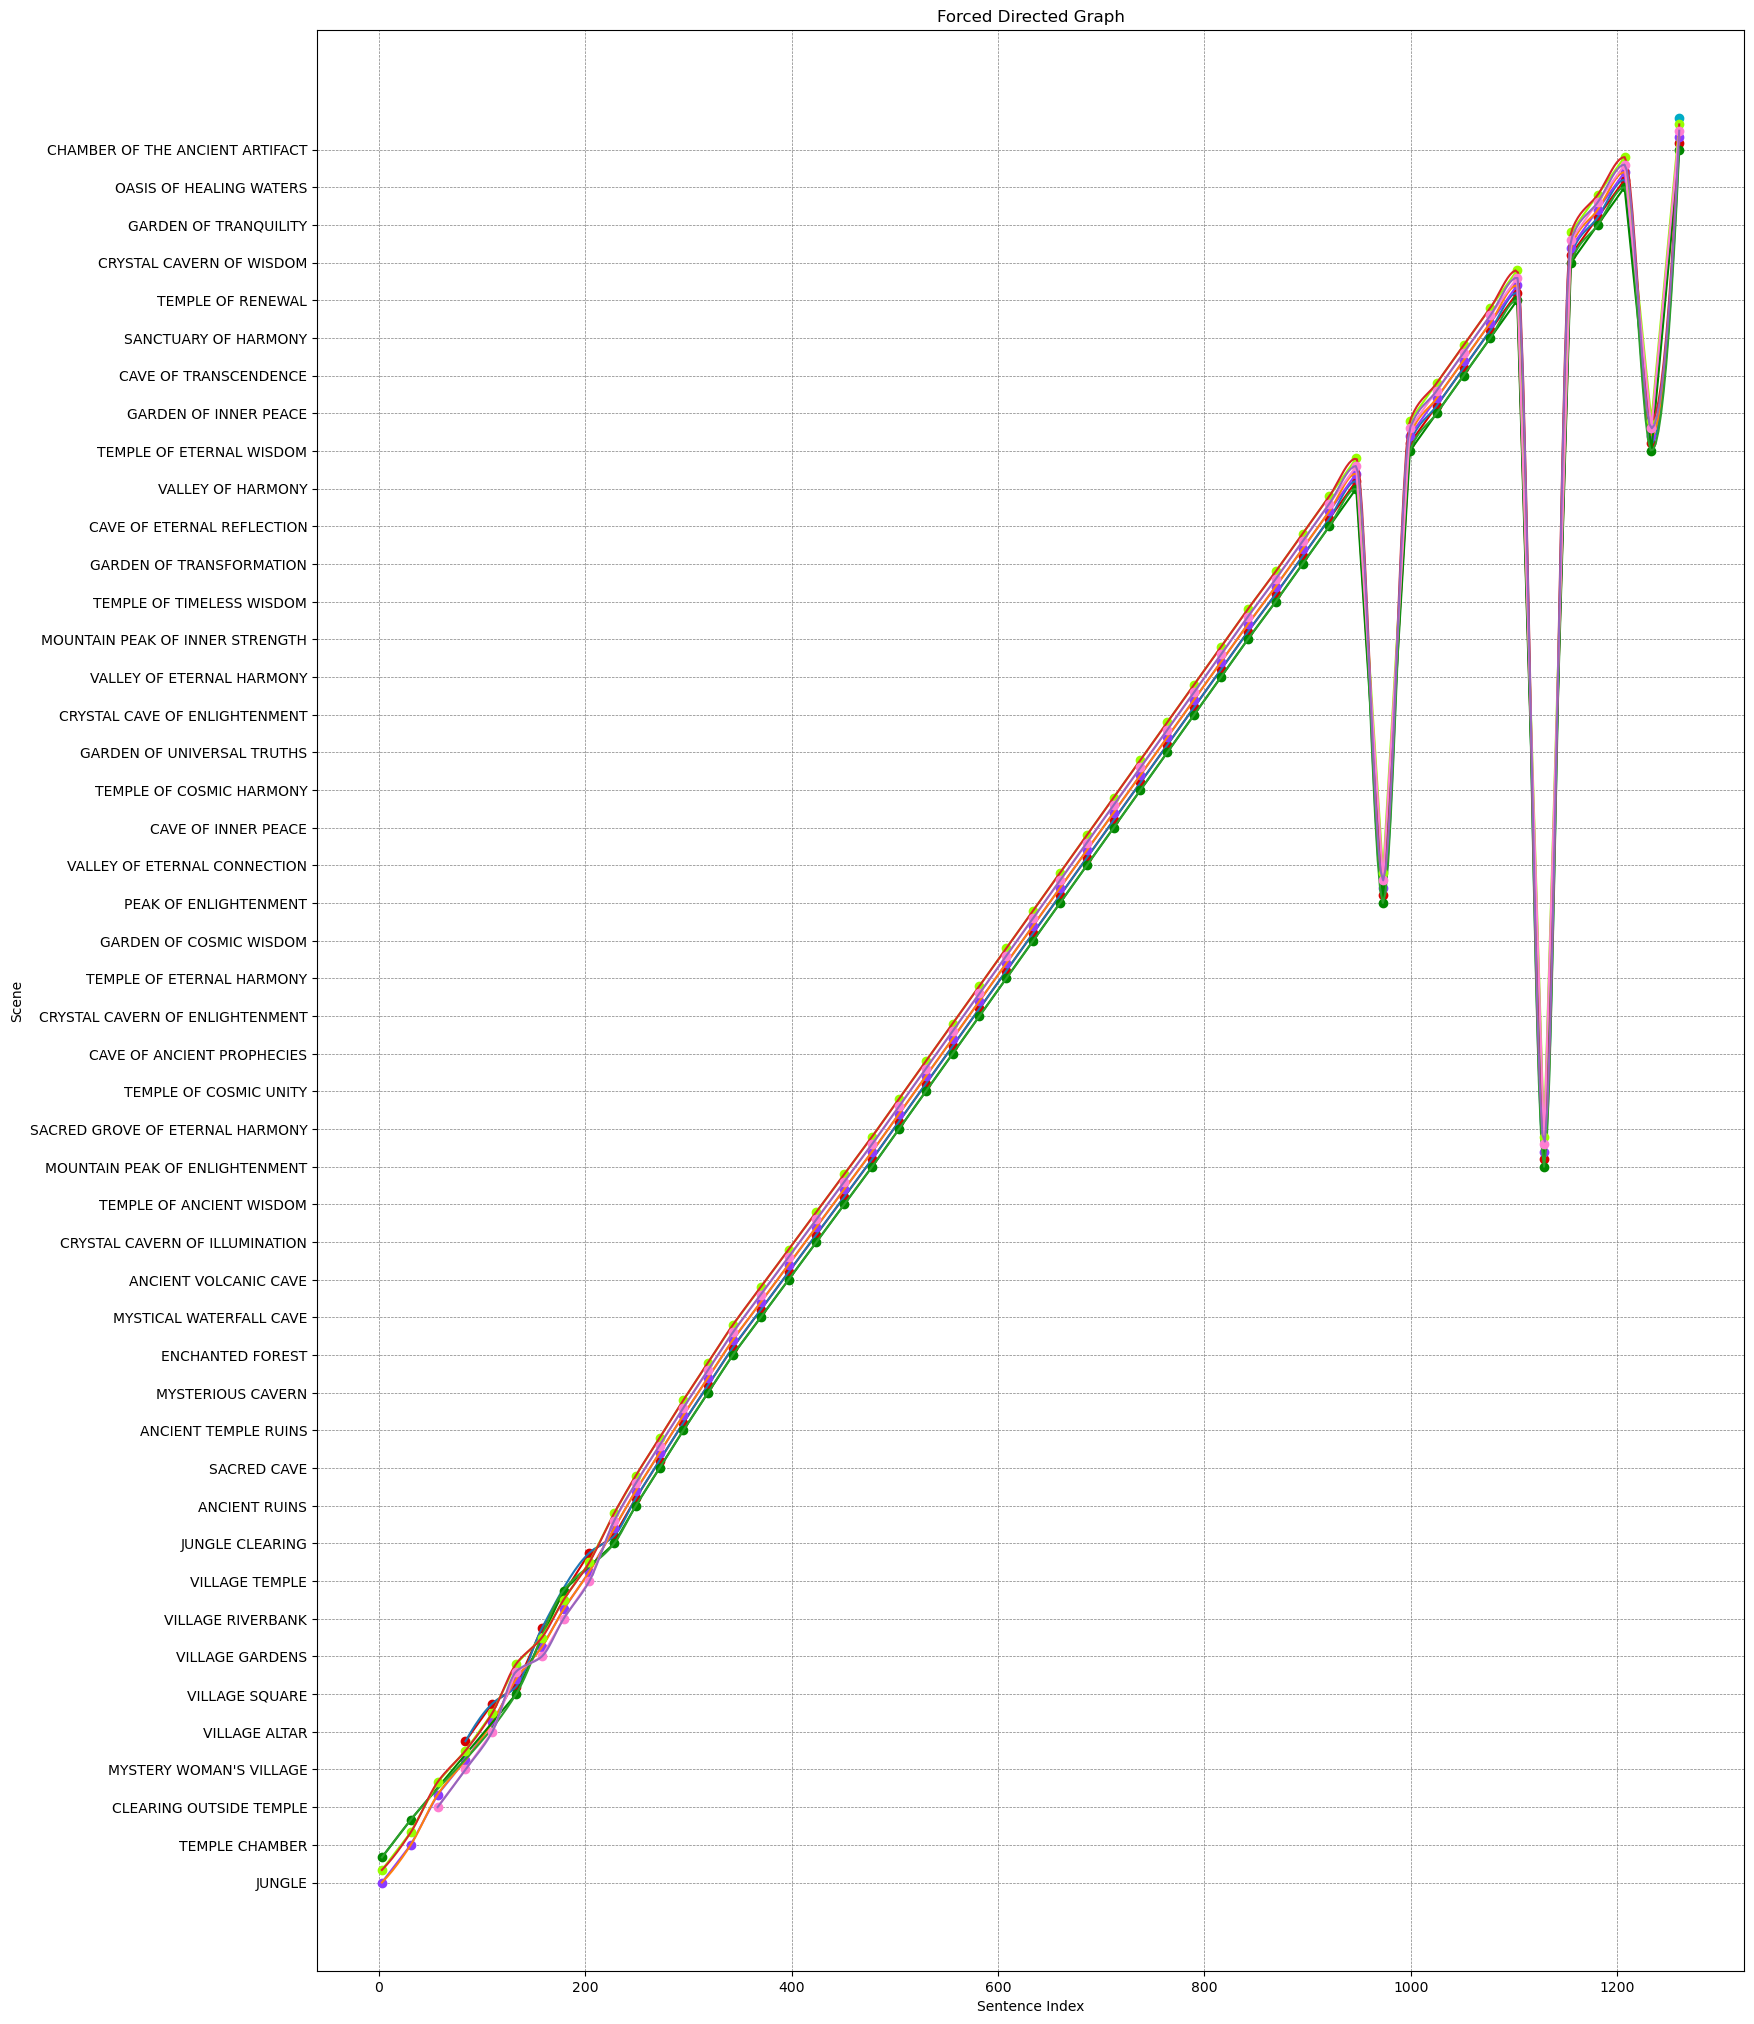 Forced Directed Graph
CHAMBER OF THE ANCIENT ARTIFACT
OASIS OF HEALING WATERS
GARDEN OF TRANQUILITY
CRYSTAL CAVERN OF WISDOM
TEMPLE OF RENEWAL
SANCTUARY OF HARMONY
CAVE OF TRANSCENDENCE
GARDEN OF INNER PEACE
TEMPLE OF ETERNAL WISDOM
VALLEY OF HARMONY
CAVE OF ETERNAL REFLECTION
GARDEN OF TRANSFORMATION
TEMPLE OF TIMELESS WISDOM
MOUNTAIN PEAK OF INNER STRENGTH
VALLEY OF ETERNAL HARMONY
CRYSTAL CAVE OF ENLIGHTENMENT
GARDEN OF UNIVERSAL TRUTHS
TEMPLE OF COSMIC HARMONY
CAVE OF INNER PEACE
VALLEY OF ETERNAL CONNECTION
PEAK OF ENLIGHTENMENT
GARDEN OF COSMIC WISDOM
TEMPLE OF ETERNAL HARMONY
CRYSTAL CAVERN OF ENLIGHTENMENT
CAVE OF ANCIENT PROPHECIES
TEMPLE OF COSMIC UNITY
SACRED GROVE OF ETERNAL HARMONY
MOUNTAIN PEAK OF ENLIGHTENMENT
TEMPLE OF ANCIENT WISDOM
CRYSTAL CAVERN OF ILLUMINATION
ANCIENT VOLCANIC CAVE
MYSTICAL WATERFALL CAVE
ENCHANTED FOREST
MYSTERIOUS CAVERN
ANCIENT TEMPLE RUINS
SACRED CAVE
ANCIENT RUINS
JUNGLE CLEARING
VILLAGE TEMPLE
VILLAGE RIVERBANK
VILLAGE GARDENS
VILLAGE SQUARE
VILLAGE ALTAR
MYSTERY WOMAN'S VILLAGE
CLEARING OUTSIDE TEMPLE
TEMPLE CHAMBER
JUNGLE
Scene
0 200 400 600 800 1000 1200
Sentence Index